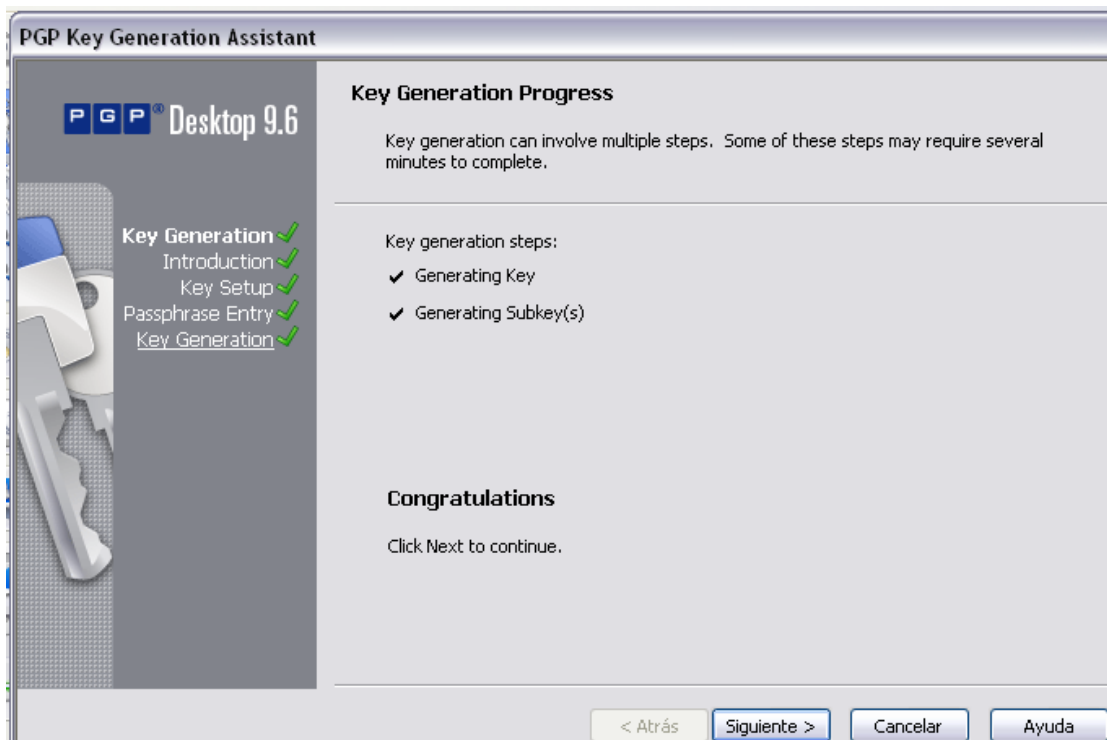 PGP Key Generation Assistant
PGP® Desktop 9.6
Key Generation
Introduction
Key Setup
Passphrase Entry
Key Generation
Key Generation Progress
Key generation can involve multiple steps. Some of these steps may require several
minutes to complete.
Key generation steps:
Generating Key
Generating Subkey(s)
Congratulations
Click Next to continue.
< Atrás
Siguiente >
Cancelar
Ayuda